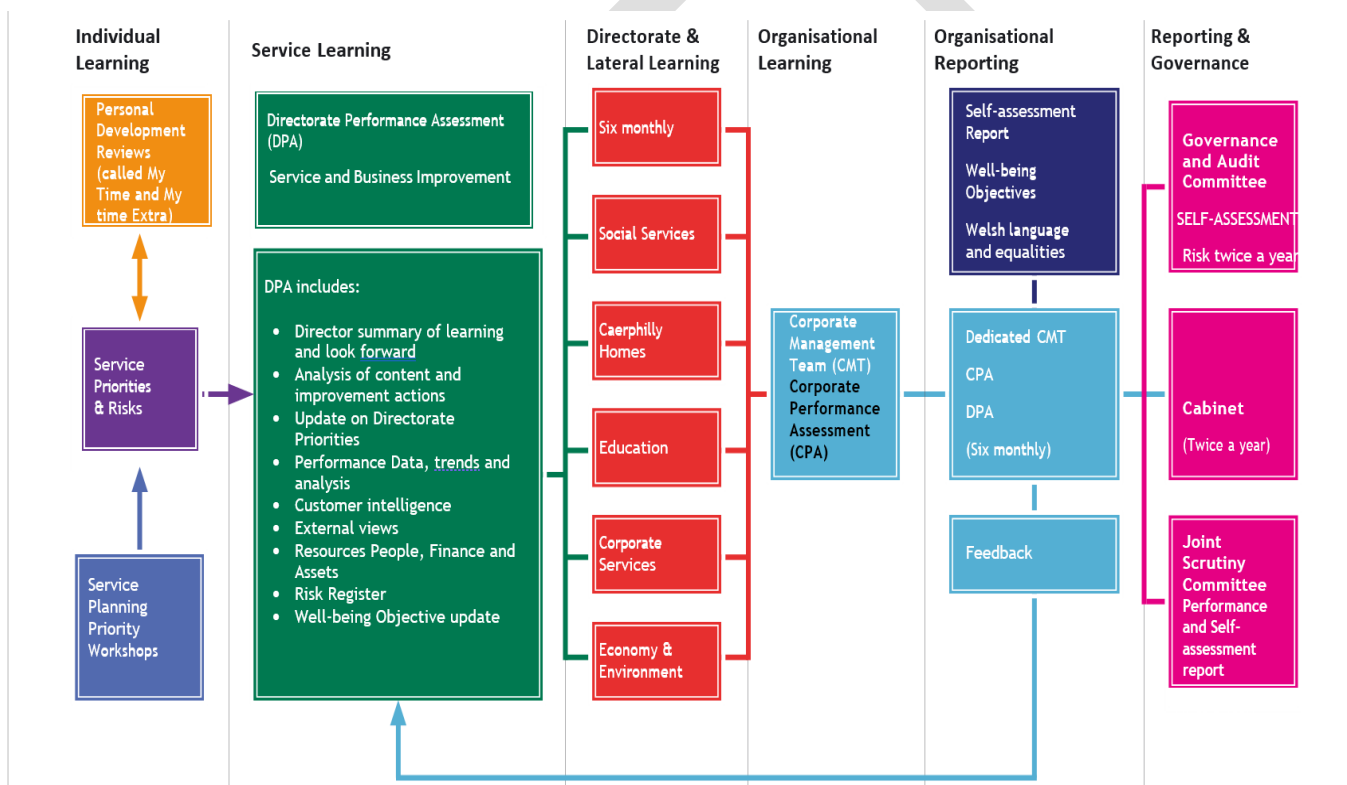 Individual
Learning
Service Learning
Directorate &
Lateral Learning
Organisational
Learning
Organisational
Reporting
Reporting &
Governance
Personal
Development
Reviews
(called My
Time and My
time Extra)
Service
Priorities
& Risks
Service
Planning
Priority
Workshops
Directorate Performance Assessment
(DPA)
Service and Business Improvement
DPA includes:
• Director summary of learning
and look forward
• Analysis of content and
improvement actions
• Update on Directorate
Priorities
• Performance Data, trends and
analysis
• Customer intelligence
• External views
• Resources People, Finance and
Assets
• Risk Register
• Well-being Objective update
Six monthly
Social Services
Caerphilly
Homes
Education
Corporate
Services
Economy &
Environment
Corporate
Management
Team (CMT)
Corporate
Performance
Assessment
(CPA)
Self-assessment
Report
Well-being
Objectives
Welsh language
and equalities
Dedicated CMT
CPA
DPA
(Six monthly)
Feedback
Governance
and Audit
Committee
SELF-ASSESSMENT
Risk twice a year
Cabinet
(Twice a year)
Joint
Scrutiny
Committee
Performance
and Self-
assessment
report